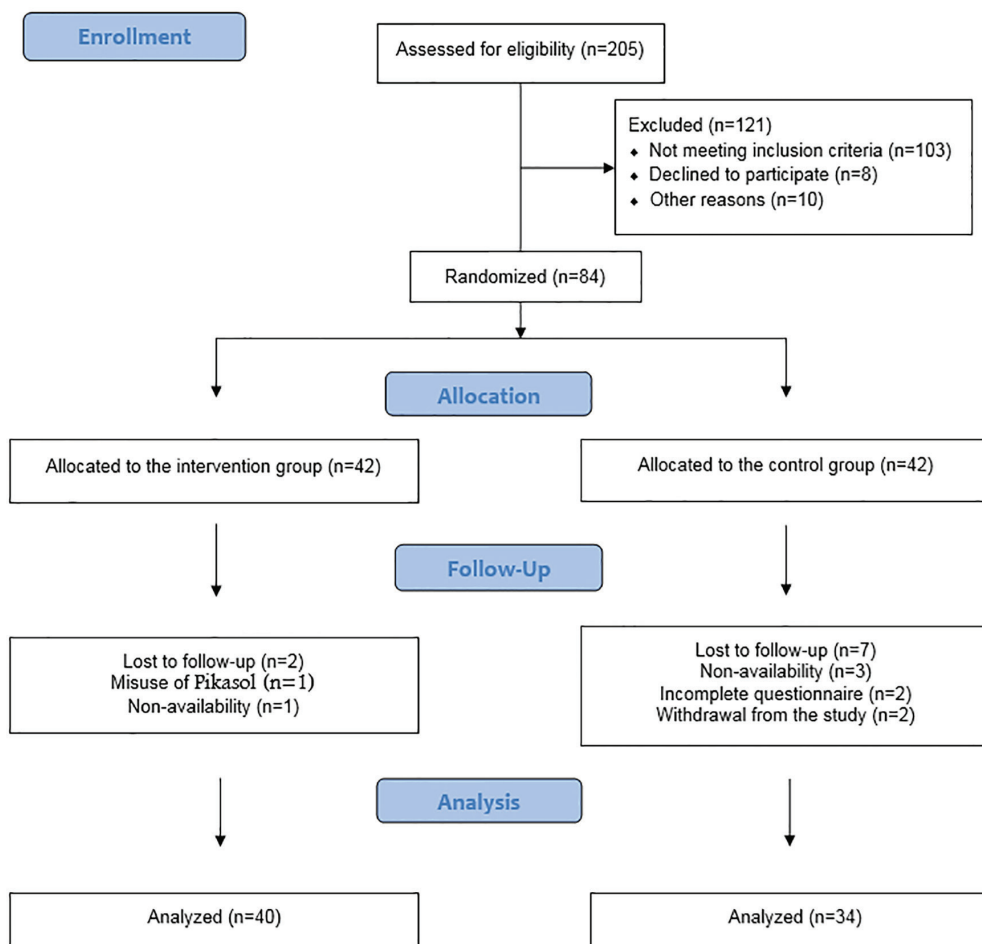 Enrollment
Assessed for eligibility (n=205)
Excluded (n=121)
⬥ Not meeting inclusion criteria (n=103)
⬥ Declined to participate (n=8)
⬥ Other reasons (n=10)
Randomized (n=84)
Allocation
Allocated to the intervention group (n=42)
Allocated to the control group (n=42)
Follow-Up
Lost to follow-up (n=2)
Misuse of Pikasol (n=1)
Non-availability (n=1)
Lost to follow-up (n=7)
Non-availability (n=3)
Incomplete questionnaire (n=2)
Withdrawal from the study (n=2)
Analysis
Analyzed (n=40)
Analyzed (n=34)